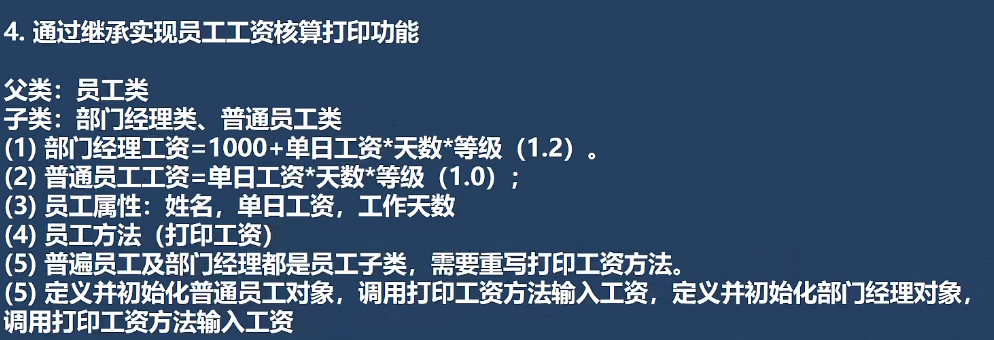 4. 通过继承实现员工工资核算打印功能
父类：员工类
子类：部门经理类、普通员工类
(1) 部门经理工资=1000+单日工资*天数*等级（1.2）。
(2) 普通员工工资=单日工资*天数*等级（1.0）；
(3) 员工属性：姓名，单日工资，工作天数
(4) 员工方法（打印工资）
(5) 普遍员工及部门经理都是员工子类，需要重写打印工资方法。
(5) 定义并初始化普通员工对象，调用打印工资方法输入工资，定义并初始化部门经理对象，
调用打印工资方法输入工资